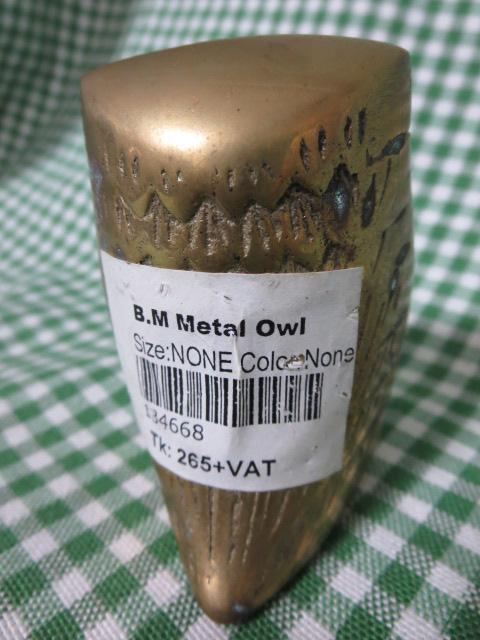 B.M Metal Owl
Size:NONE Color:None
134668
Tk: 265+VAT